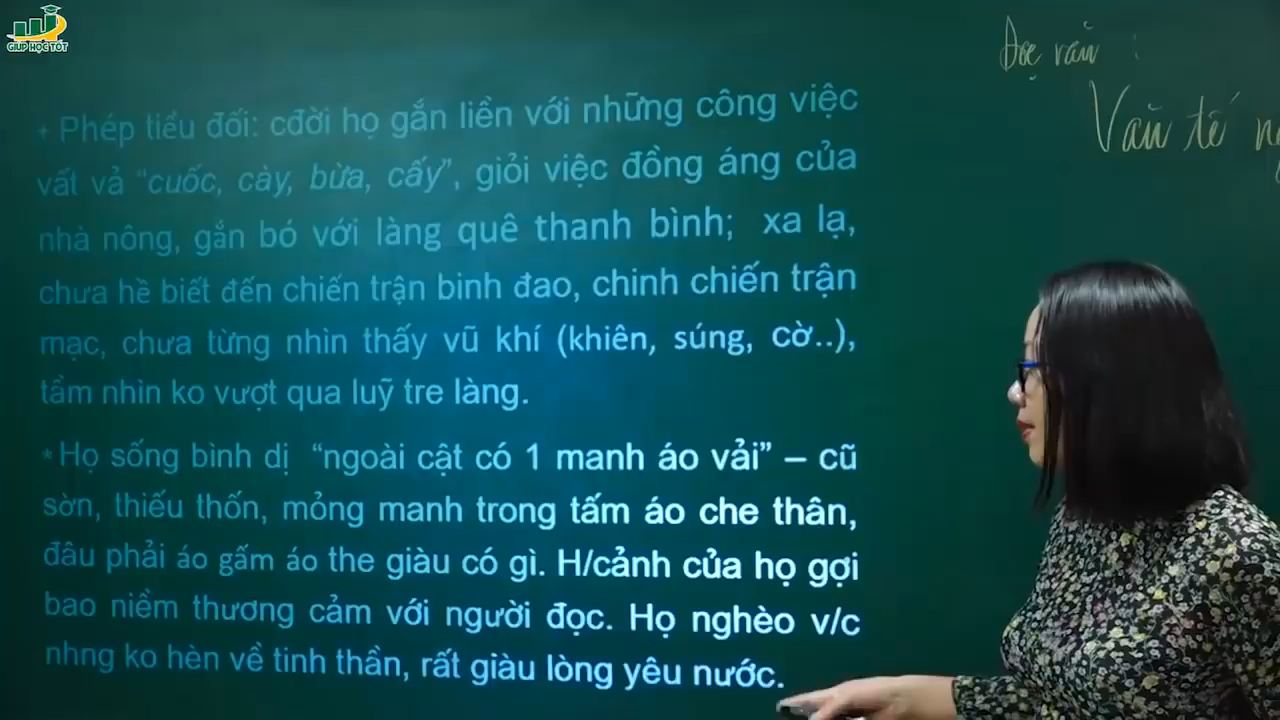 GIÚP HỌC TỐT
Đọc văn :
Văn tế
+ Phép tiểu đối: cđời họ gắn liền với những công việc
vất vả “cuốc, cày, bừa, cấy”, giỏi việc đồng áng của
nhà nông, gắn bó với làng quê thanh bình; xa lạ,
chưa hề biết đến chiến trận binh đao, chinh chiến trận
mạc, chưa từng nhìn thấy vũ khí (khiên, súng, cờ..),
tầm nhìn ko vượt qua luỹ tre làng.
* Họ sống bình dị “ngoài cật có 1 manh áo vải” – cũ
sờn, thiếu thốn, mỏng manh trong tấm áo che thân,
đâu phải áo gấm áo the giàu có gì. H/cảnh của họ gợi
bao niềm thương cảm với người đọc. Họ nghèo v/c
nhng ko hèn về tinh thần, rất giàu lòng yêu nước.